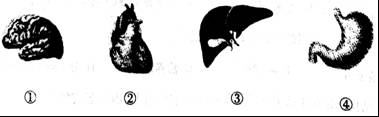 ① ② ③ ④